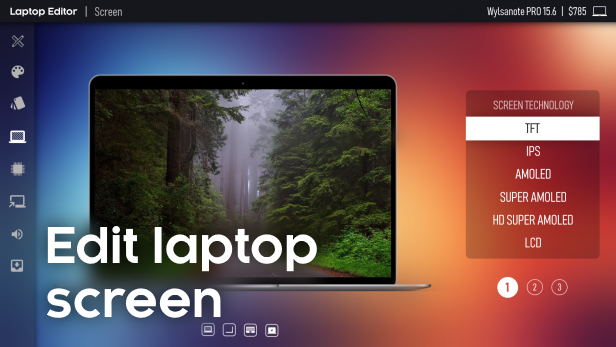 Laptop Editor | Screen
Wylsanote PRO 15.6 | $785
SCREEN TECHNOLOGY
TFT
IPS
AMOLED
SUPER AMOLED
HD SUPER AMOLED
LCD
1 2 3
Edit laptop
screen